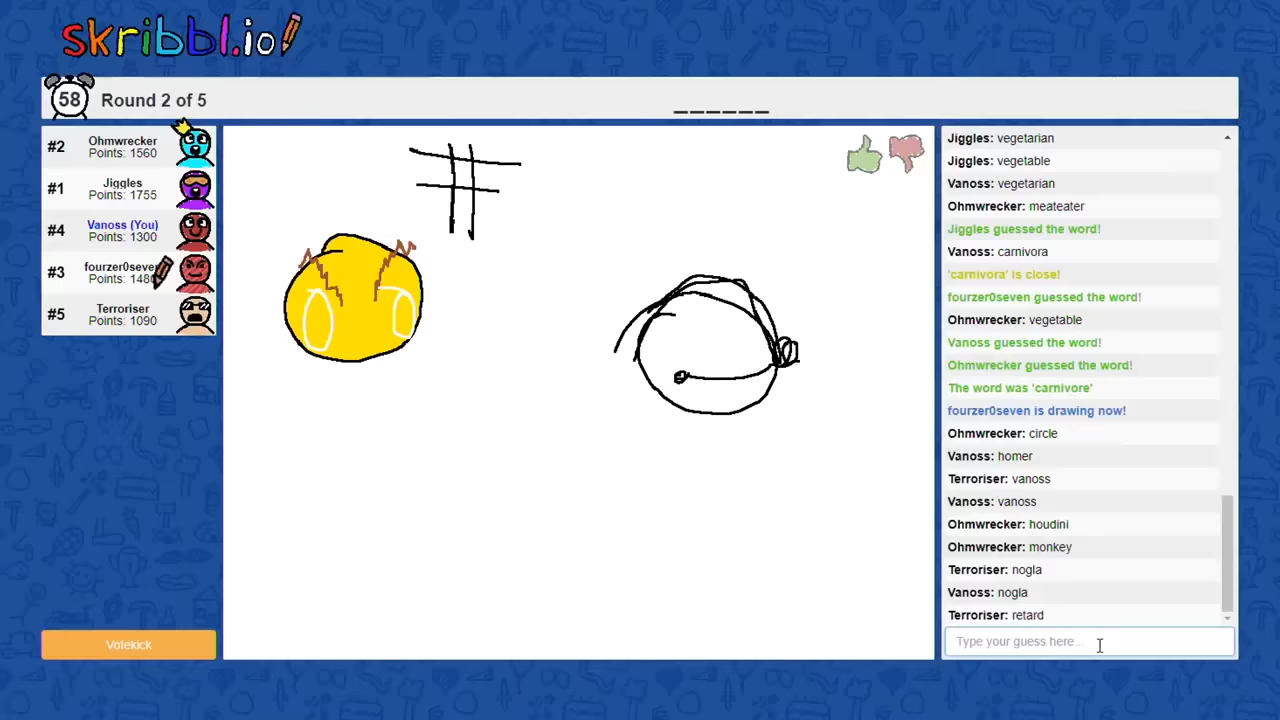 skribbl.io
58
Round 2 of 5
______
#2 Ohmwrecker
Points: 1560
#1 Jiggles
Points: 1755
#4 Vanoss (You)
Points: 1300
#3 fourzer0seven
Points: 1480
#5 Terroriser
Points: 1090
Votekick
Jiggles: vegetarian
Jiggles: vegetable
Vanoss: vegetarian
Ohmwrecker: meateater
Jiggles guessed the word!
Vanoss: carnivora
'carnivora' is close!
fourzer0seven guessed the word!
Ohmwrecker: vegetable
Vanoss guessed the word!
Ohmwrecker guessed the word!
The word was 'carnivore'
fourzer0seven is drawing now!
Ohmwrecker: circle
Vanoss: homer
Terroriser: vanoss
Vanoss: vanoss
Ohmwrecker: houdini
Ohmwrecker: monkey
Terroriser: nogla
Vanoss: nogla
Terroriser: retard
Type your guess here...